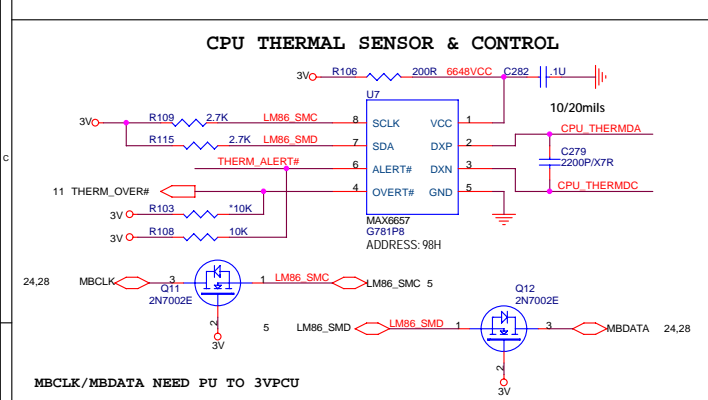 CPU THERMAL SENSOR & CONTROL
3V R106 200R 6648VCC C282 .1U
U7
10/20mils
3V R109 2.7K LM86_SMC 8 SCLK VCC 1
CPU_THERMDA
R115 2.7K LM86_SMD 7 SDA DXP 2
C279
2200P/X7R
THERM_ALERT# 6 ALERT# DXN 3
11 THERM_OVER# 4 OVERT# GND 5
CPU_THERMDC
3V R103 *10K
MAX6657
G781P8
3V R108 10K
ADDRESS: 98H
C
24,28 MBCLK 3 Q11 1 LM86_SMC LM86_SMC 5
2N7002E
Q12
2N7002E
2
3V
5 LM86_SMD LM86_SMD 1 3 MBDATA 24,28
2
3V
MBCLK/MBDATA NEED PU TO 3VPCU